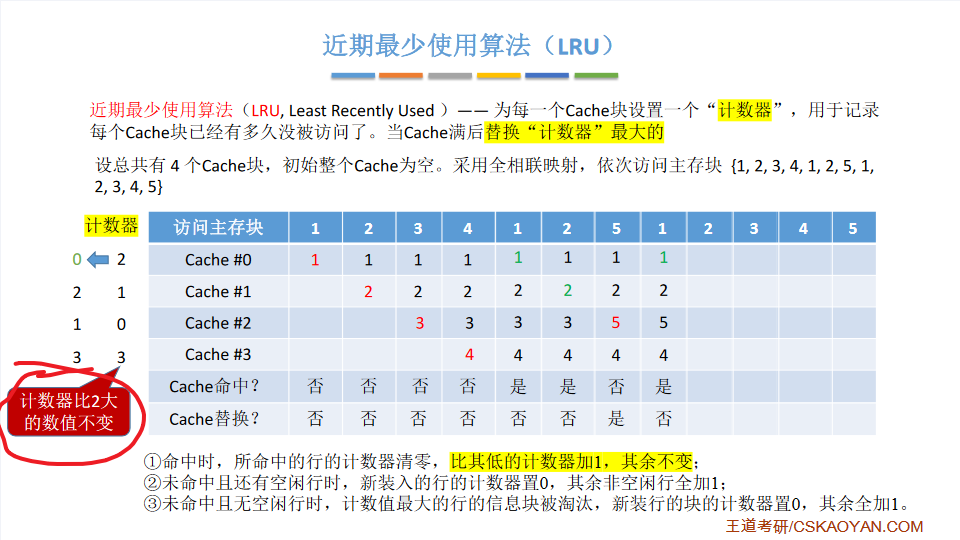 近期最少使用算法（LRU）
近期最少使用算法（LRU, Least Recently Used ）—— 为每一个Cache块设置一个“计数器”，用于记录
每个Cache块已经有多久没被访问了。当Cache满后替换“计数器”最大的
设总共有 4 个Cache块，初始整个Cache为空。采用全相联映射，依次访问主存块 {1, 2, 3, 4, 1, 2, 5, 1,
2, 3, 4, 5}
计数器 访问主存块 1 2 3 4 1 2 5 1 2 3 4 5
0 2 Cache #0 1 1 1 1 1 1 1 1
2 1 Cache #1 2 2 2 2 2 2 2
1 0 Cache #2 3 3 3 3 5 5
3 3 Cache #3 4 4 4 4 4
Cache命中？ 否 否 否 否 是 是 否 是
Cache替换？ 否 否 否 否 否 否 是 否
计数器比2大
的数值不变
①命中时，所命中的行的计数器清零，比其低的计数器加1，其余不变；
②未命中且还有空闲行时，新装入的行的计数器置0，其余非空闲行全加1；
③未命中且无空闲行时，计数值最大的行的信息块被淘汰，新装行的块的计数器置0，其余全加1。
王道考研/CSKAOYAN.COM